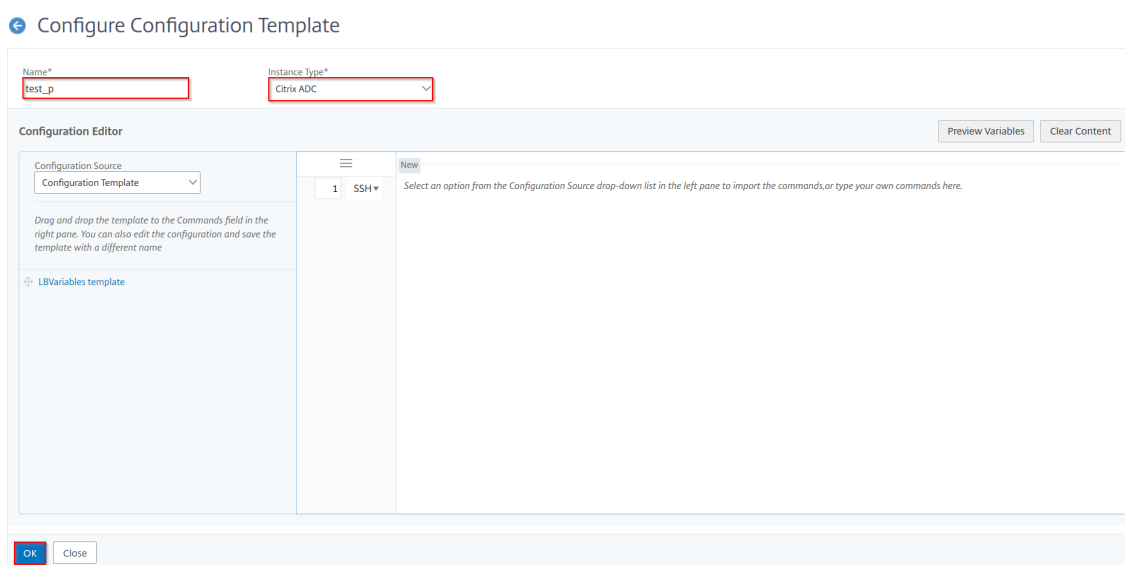 Configure Configuration Template
Name*
Instance Type*
test_p
Citrix ADC
Configuration Editor
Preview Variables
Clear Content
Configuration Source
Configuration Template
Drag and drop the template to the Commands field in the
right pane. You can also edit the configuration and save the
template with a different name
LBVariables template
New
1 SSH
Select an option from the Configuration Source drop-down list in the left pane to import the commands,or type your own commands here.
OK
Close